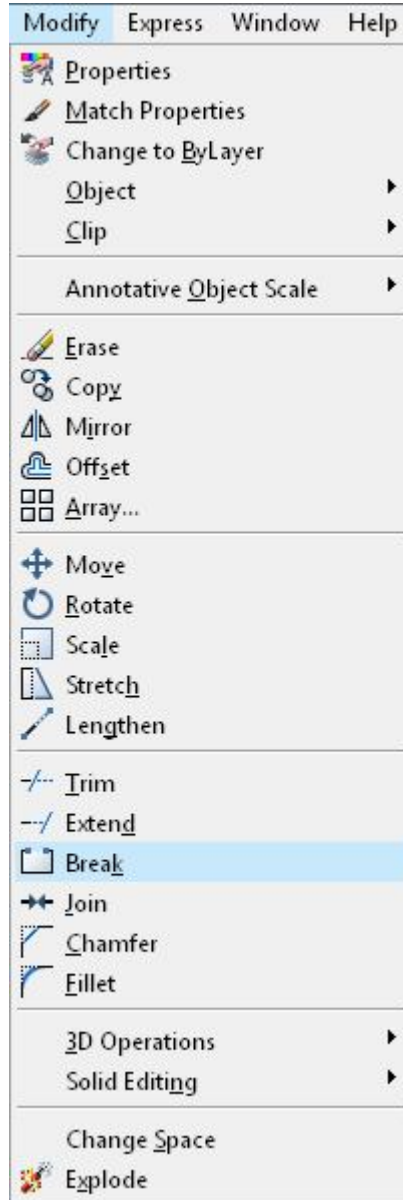 Modify Express Window Help
Properties
Match Properties
Change to ByLayer
Object
Clip
Annotative Object Scale
Erase
Copy
Mirror
Offset
Array...
Move
Rotate
Scale
Stretch
Lengthen
Trim
Extend
Break
Join
Chamfer
Fillet
3D Operations
Solid Editing
Change Space
Explode